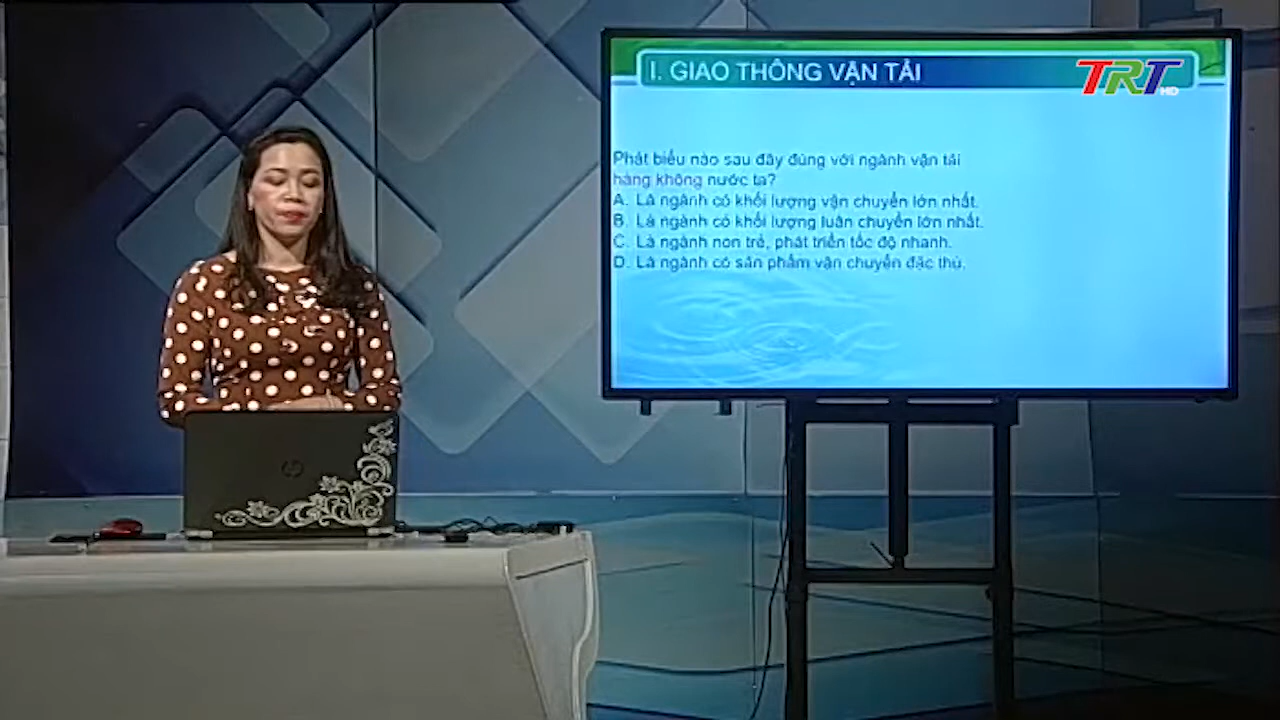 I. GIAO THÔNG VẬN TẢI
TRT HD
Phát biểu nào sau đây đúng với ngành vận tải
hàng không nước ta?
A. Là ngành có khối lượng vận chuyển lớn nhất.
B. Là ngành có khối lượng luân chuyển lớn nhất.
C. Là ngành non trẻ, phát triển tốc độ nhanh.
D. Là ngành có sản phẩm vận chuyển đặc thù.
hp